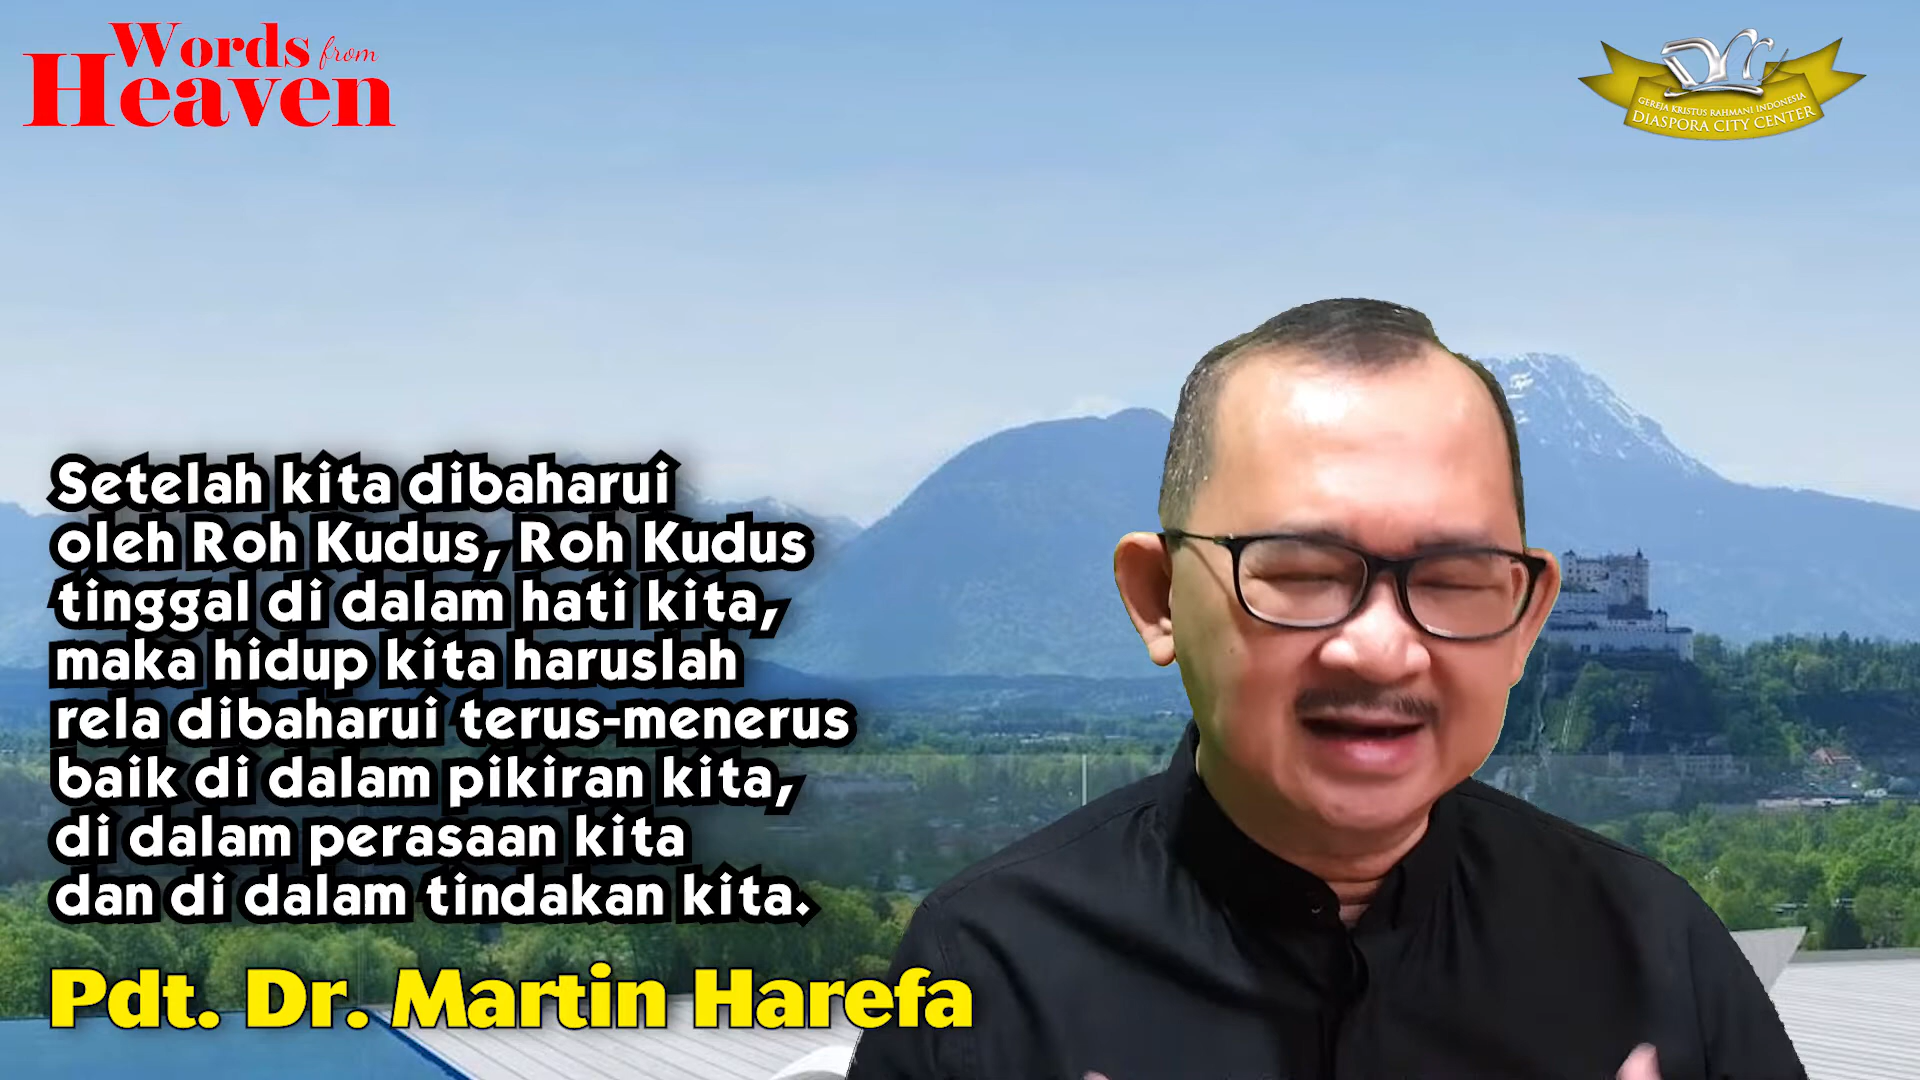 Words from
Heaven
GEREJA KRISTUS RAHMANI INDONESIA
DIASPORA CITY CENTER
Setelah kita dibaharui
oleh Roh Kudus, Roh Kudus
tinggal di dalam hati kita,
maka hidup kita haruslah
rela dibaharui terus-menerus
baik di dalam pikiran kita,
di dalam perasaan kita
dan di dalam tindakan kita.
Pdt. Dr. Martin Harefa